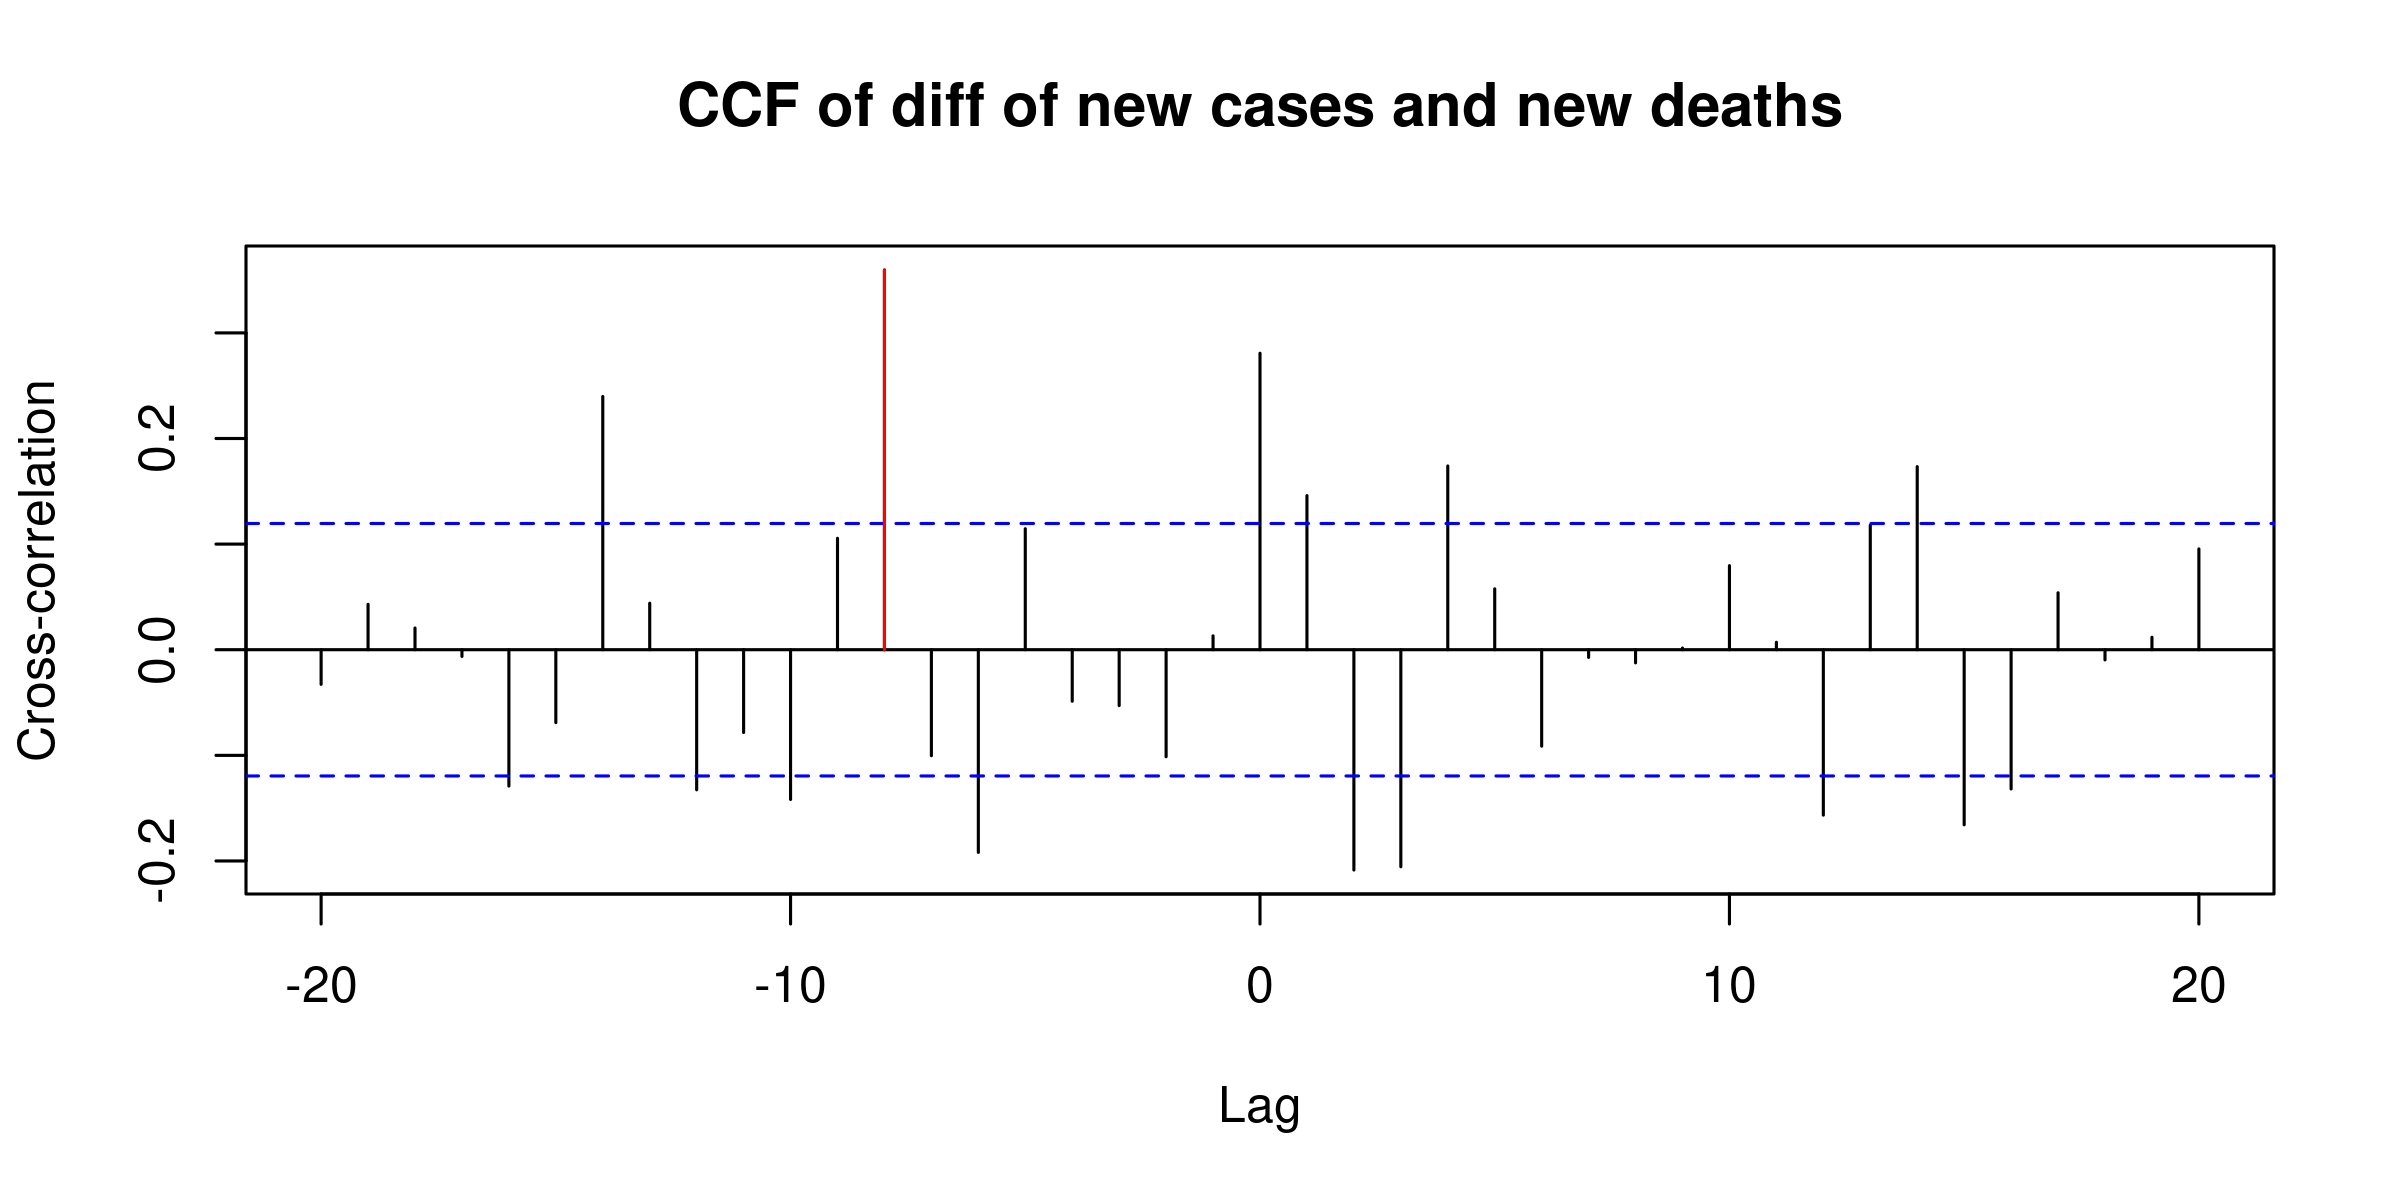 CCF of diff of new cases and new deaths
Cross-correlation
0.2
0.0
-0.2
-20 -10 0 10 20
Lag